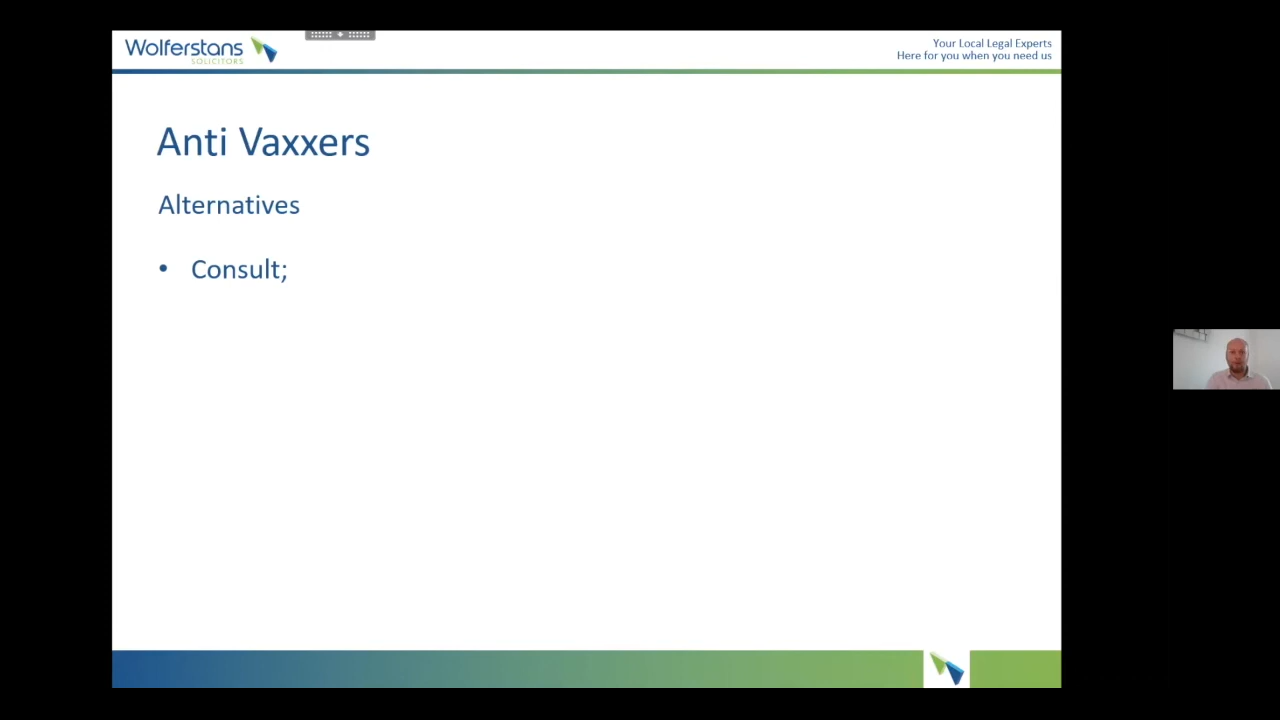 Wolferstans
SOLICITORS
Your Local Legal Experts
Here for you when you need us
Anti Vaxxers
Alternatives
• Consult;